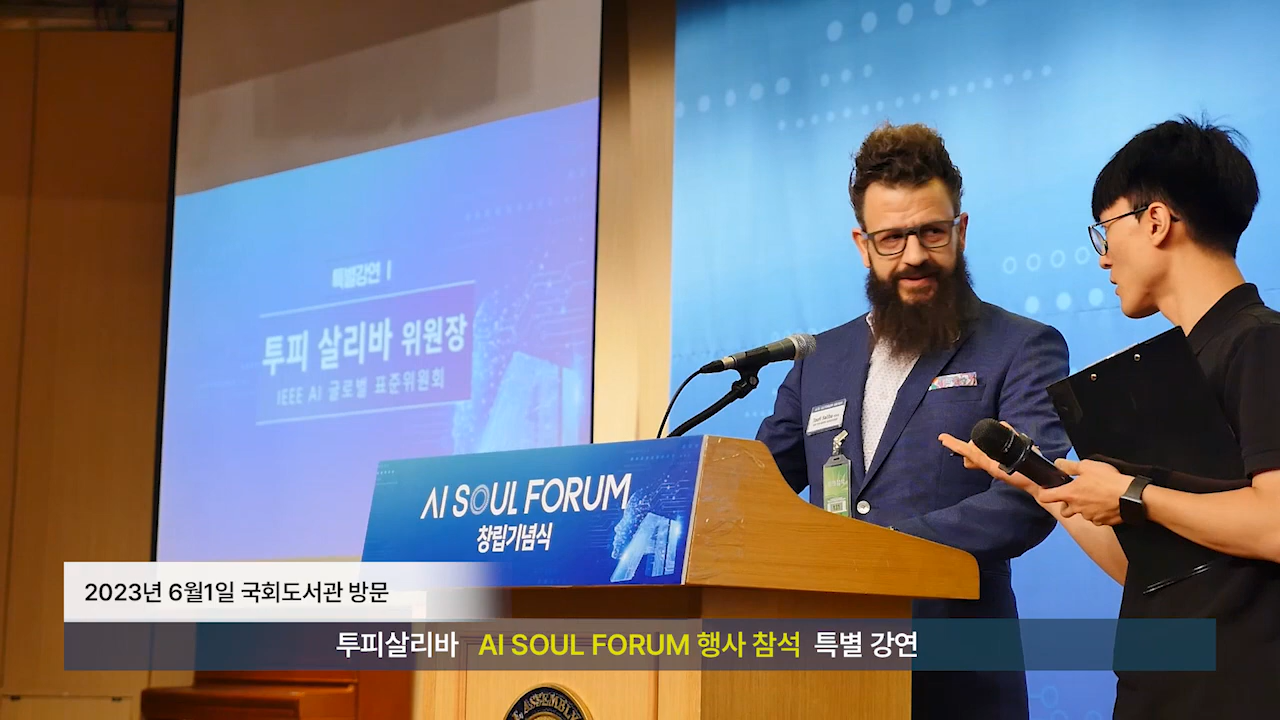 특별강연 I
투피 살리바 위원장
IEEE AI 글로벌 표준위원회
AI SOUL FORUM
창립기념식
2023년 6월1일 국회도서관 방문
투피살리바 AI SOUL FORUM 행사 참석 특별 강연
ASSEMBLY